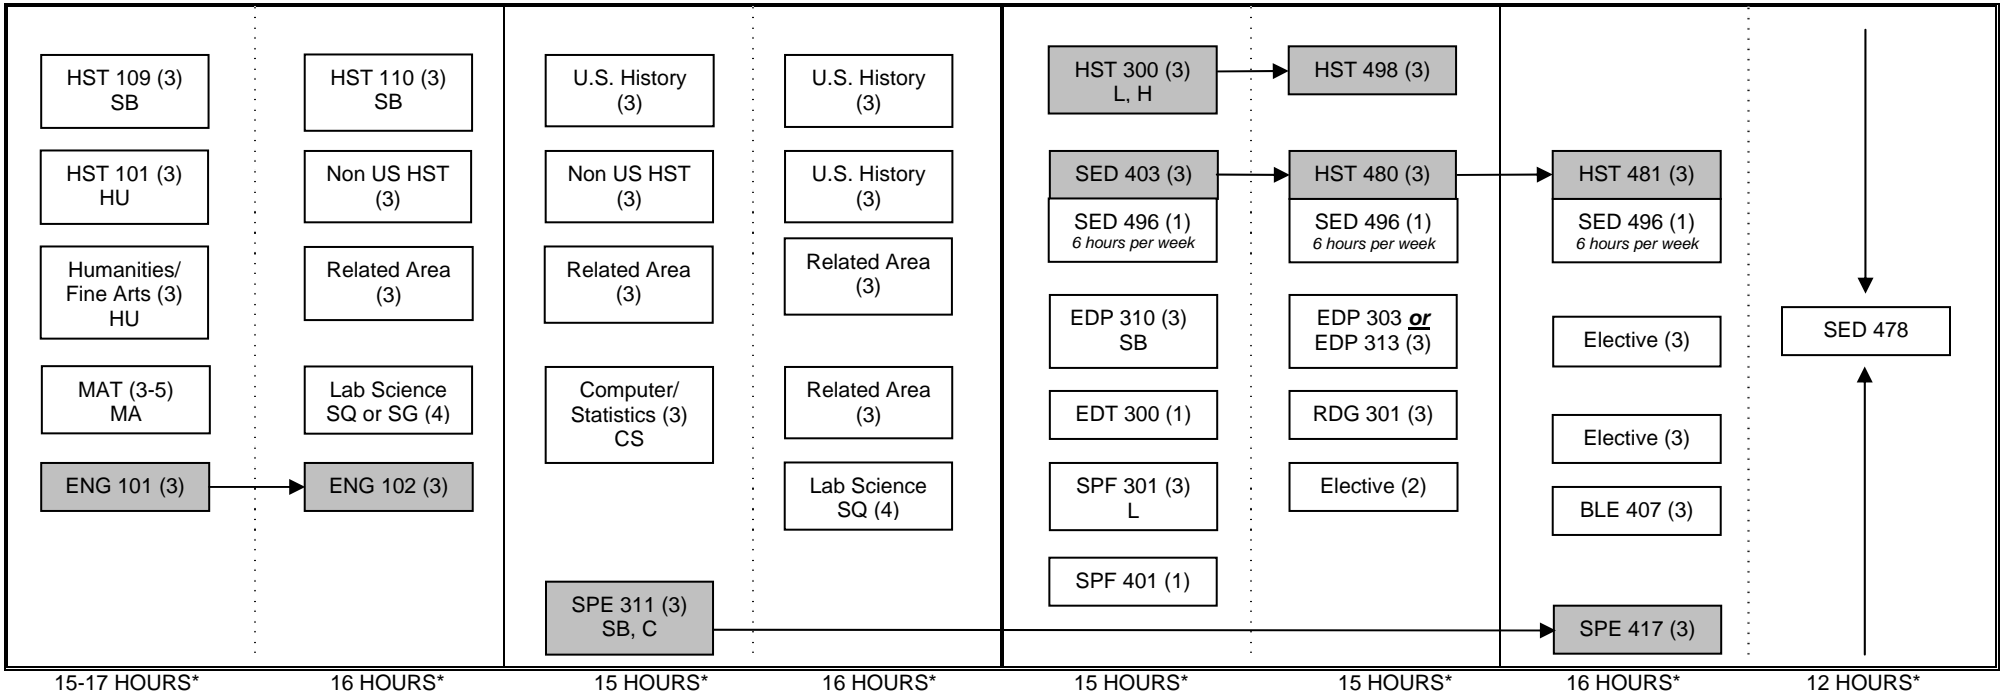 HST 109 (3)
SB
HST 101 (3)
HU
Humanities/
Fine Arts (3)
HU
MAT (3-5)
MA
ENG 101 (3)
15-17 HOURS*
HST 110 (3)
SB
Non US HST
(3)
Related Area
(3)
Lab Science
SQ or SG (4)
ENG 102 (3)
16 HOURS*
U.S. History
(3)
Non US HST
(3)
Related Area
(3)
Computer/
Statistics (3)
CS
SPE 311 (3)
SB, C
15 HOURS*
U.S. History
(3)
U.S. History
(3)
Related Area
(3)
Related Area
(3)
Lab Science
SQ (4)
16 HOURS*
HST 300 (3)
L, H
SED 403 (3)
SED 496 (1)
6 hours per week
EDP 310 (3)
SB
EDT 300 (1)
SPF 301 (3)
L
SPF 401 (1)
15 HOURS*
HST 498 (3)
HST 480 (3)
SED 496 (1)
6 hours per week
EDP 303 or
EDP 313 (3)
RDG 301 (3)
Elective (2)
15 HOURS*
HST 481 (3)
SED 496 (1)
6 hours per week
Elective (3)
Elective (3)
BLE 407 (3)
SPE 417 (3)
16 HOURS*
SED 478
12 HOURS*